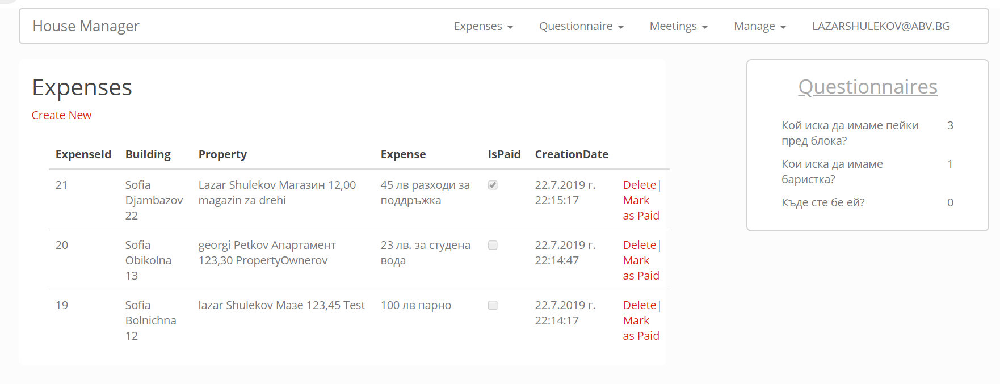 House Manager
Expenses
Questionnaire
Meetings
Manage
LAZARSHULEKOV@ABV.BG
Expenses
Create New
ExpenseId Building Property Expense IsPaid CreationDate
21
Sofia
Djambazov
22
Lazar Shulekov Магазин 12,00
magazin za drehi
45 лв разходи за
поддръжка
22.7.2019 г.
22:15:17
Delete|
Mark
as Paid
20
Sofia
Obikolna
13
georgi Petkov Апартамент
123,30 PropertyOwnerov
23 лв. за студена
вода
22.7.2019 г.
22:14:47
Delete|
Mark
as Paid
19
Sofia
Bolnichna
12
lazar Shulekov Мазе 123,45 Test
100 лв парно
22.7.2019 г.
22:14:17
Delete|
Mark
as Paid
Questionnaires
Кой иска да имаме пейки
пред блока?
3
Кои иска да имаме
баристка?
1
Къде сте бе ей?
0